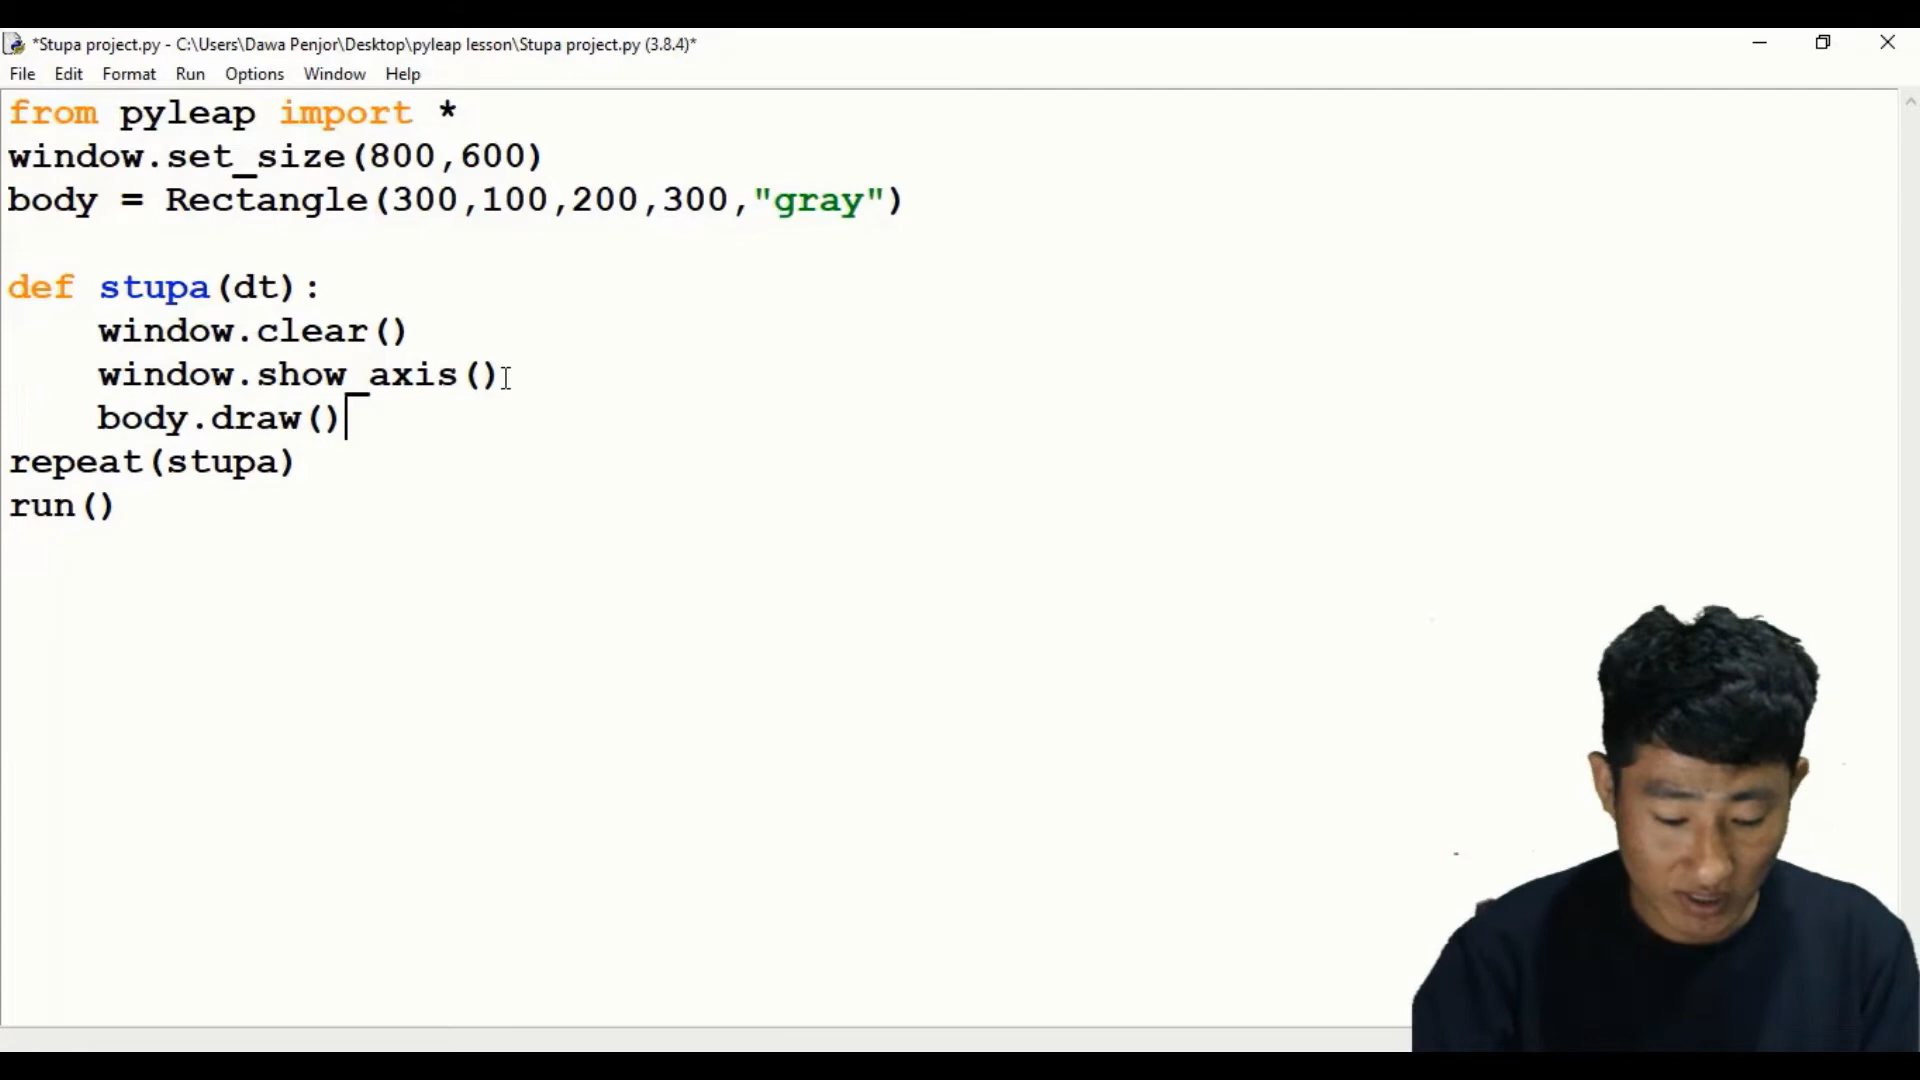 *Stupa project.py - C:\Users\Dawa Penjor\Desktop\pyleap lesson\Stupa project.py (3.8.4)*
File Edit Format Run Options Window Help
from pyleap import *
window.set_size(800,600)
body = Rectangle(300,100,200,300,"gray")
def stupa(dt):
    window.clear()
    window.show_axis()
    body.draw()
repeat(stupa)
run()